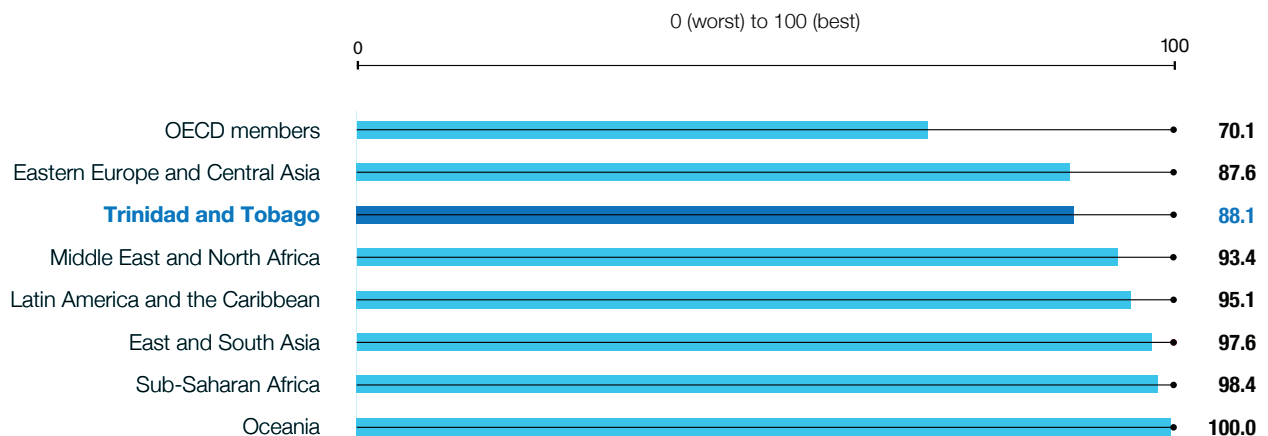 0 (worst) to 100 (best)
0 100
OECD members 70.1
Eastern Europe and Central Asia 87.6
Trinidad and Tobago 88.1
Middle East and North Africa 93.4
Latin America and the Caribbean 95.1
East and South Asia 97.6
Sub-Saharan Africa 98.4
Oceania 100.0